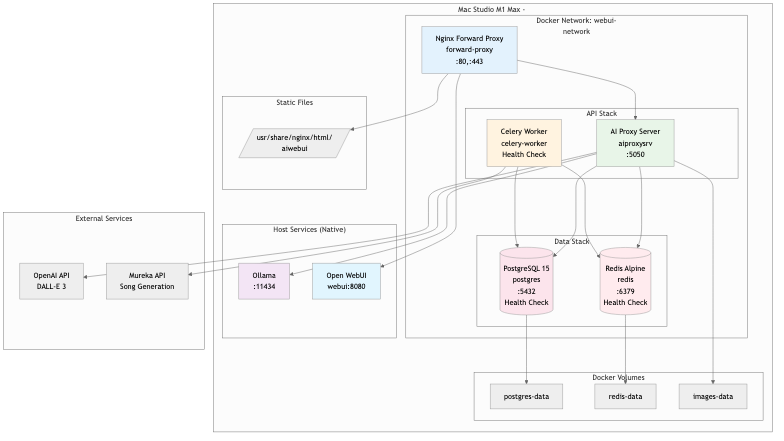 Mac Studio M1 Max -
Docker Network: webui-
network
Nginx Forward Proxy
forward-proxy
:80,:443
Static Files
usr/share/nginx/html/
aiwebui
API Stack
Celery Worker
celery-worker
Health Check
AI Proxy Server
aiproxysrv
:5050
External Services
OpenAI API
DALL-E 3
Mureka API
Song Generation
Host Services (Native)
Ollama
:11434
Open WebUI
webui:8080
Data Stack
PostgreSQL 15
postgres
:5432
Health Check
Redis Alpine
redis
:6379
Health Check
Docker Volumes
postgres-data
redis-data
images-data